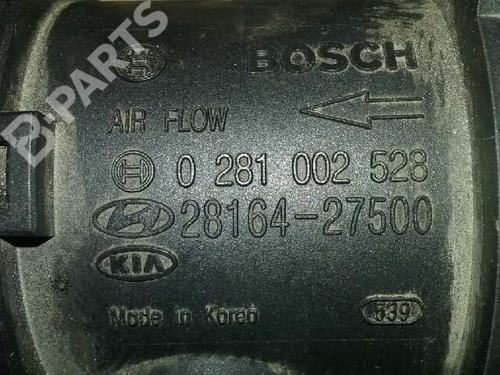 B-PARTS
BOSCH
AIR FLOW
0 281 002 528
28164-27500
KIA
Made in Korea
539